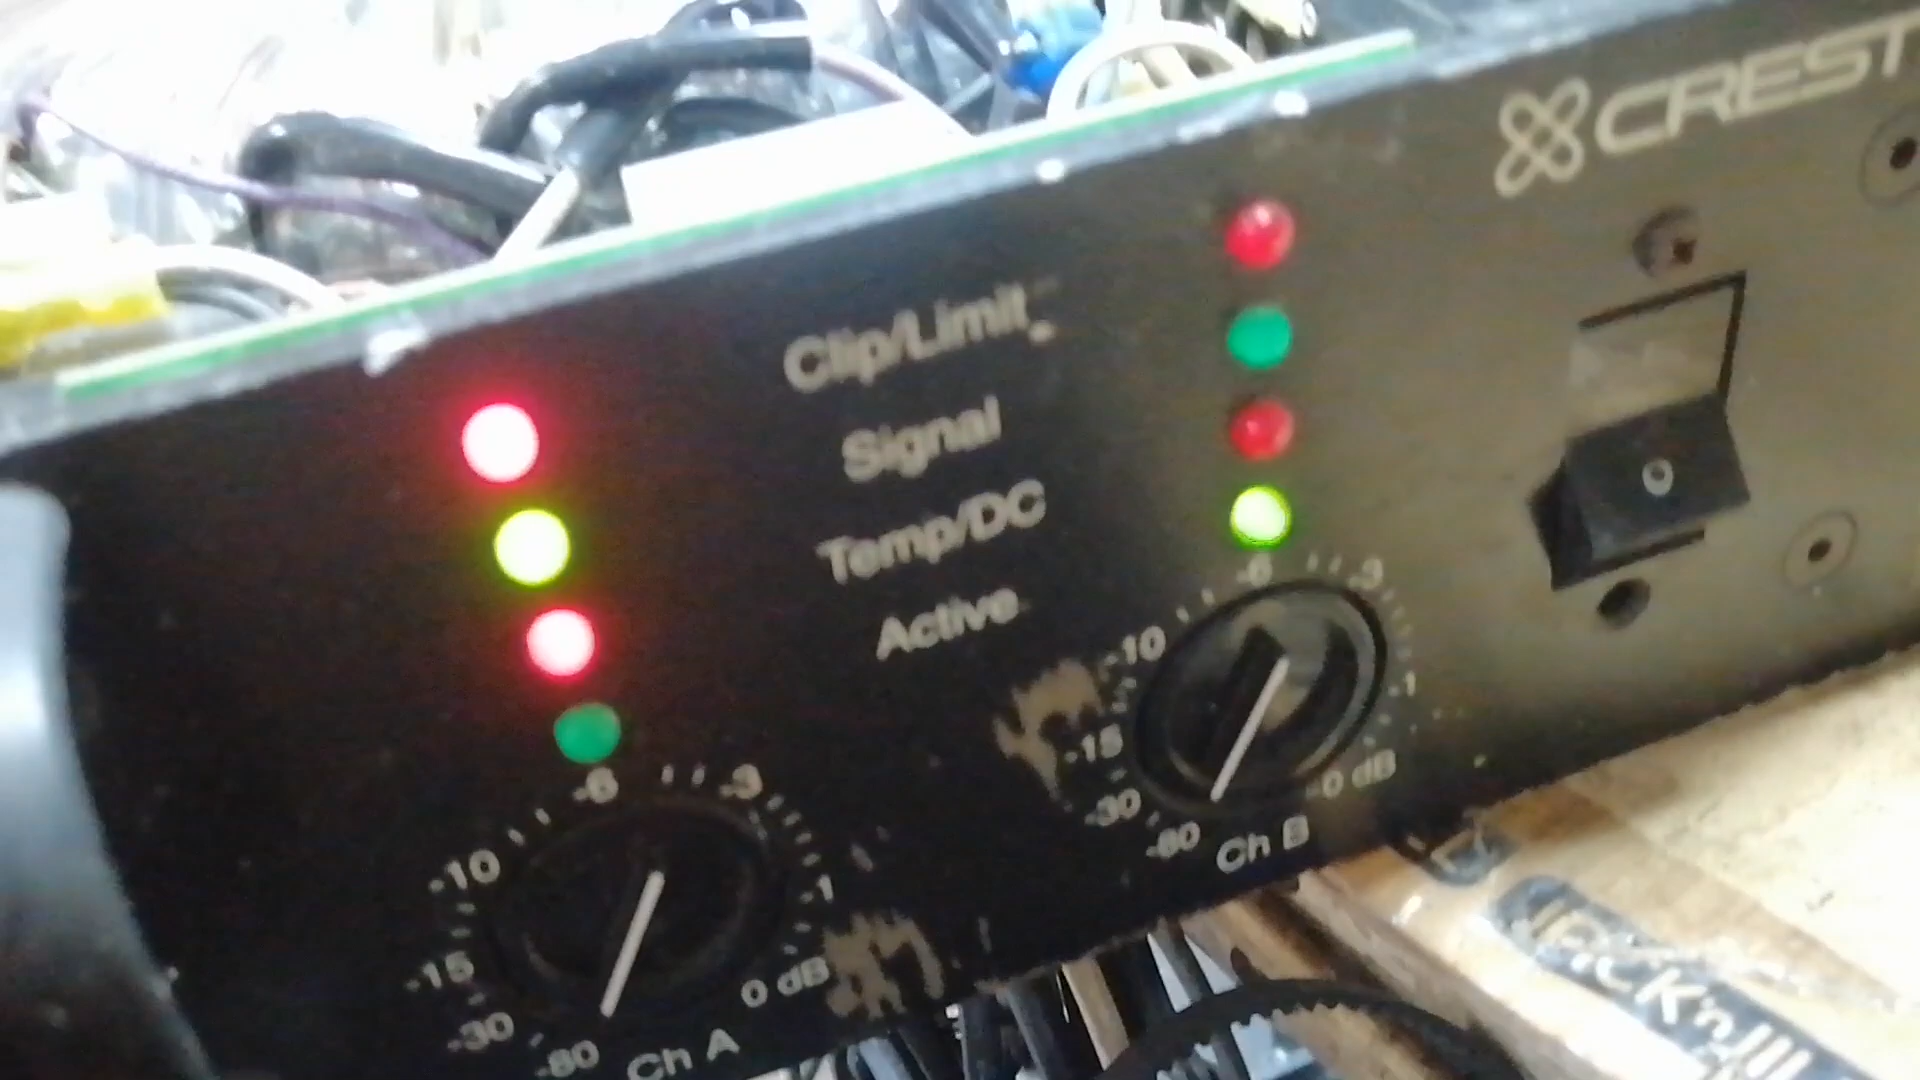 CREST
Clip/Limit
Signal
Temp/DC
Active
-6
-3
-10
-1
-15
-30
-80
0 dB
Ch B
O
-6
-3
-10
-1
-15
-30
-80
0 dB
Ch A